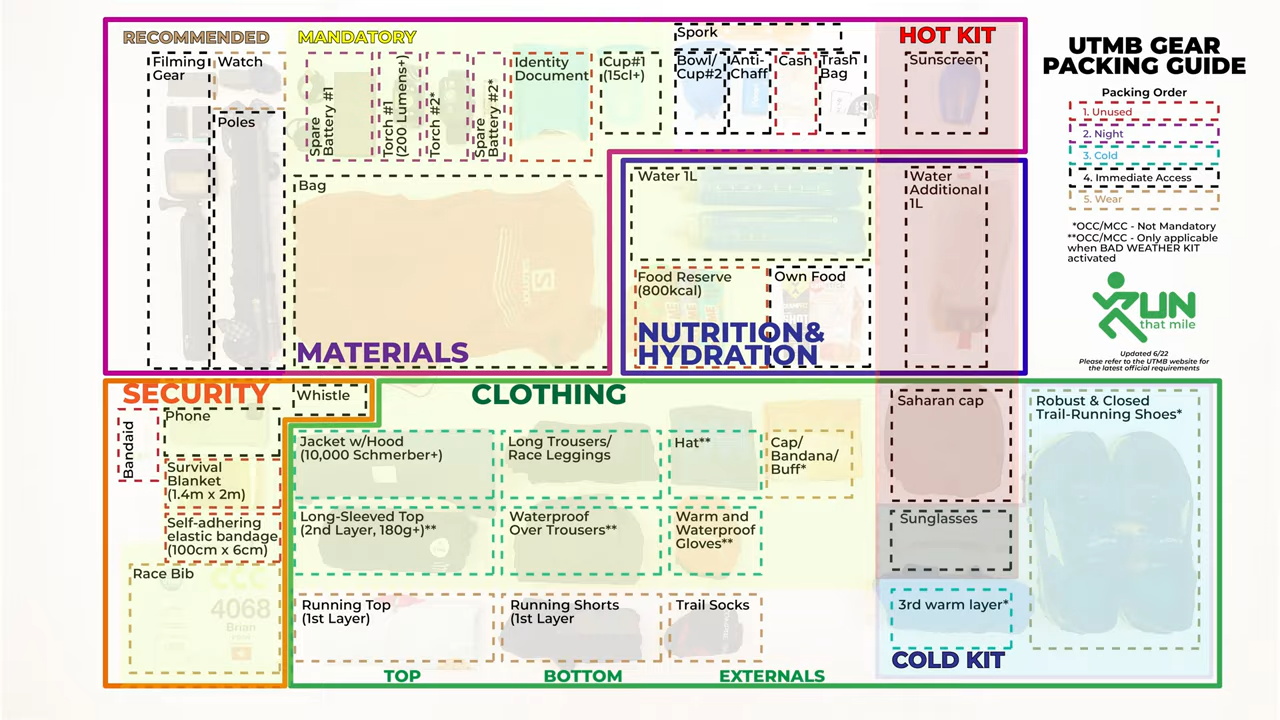 RECOMMENDED
MANDATORY
HOT KIT
UTMB GEAR
PACKING GUIDE
Filming
Gear
Watch
Poles
Spare
Battery #1
Torch #1
(200 Lumens+)
Torch #2*
Spare
Battery #2*
Identity
Document
Cup#1
(15cl+)
Spork
Bowl/
Cup#2
Anti-
Chaff
Cash
Trash
Bag
Sunscreen
Bag
MATERIALS
Water 1L
Water
Additional
1L
Food Reserve
(800kcal)
Own Food
NUTRITION&
HYDRATION
Packing Order
1. Unused
2. Night
3. Cold
4. Immediate Access
5. Wear
*OCC/MCC - Not Mandatory
**OCC/MCC - Only applicable
when BAD WEATHER KIT
activated
RUN
that mile
Updated 6/22
Please refer to the UTMB website for
the latest official requirements
SECURITY
Whistle
Bandaid
Phone
Survival
Blanket
(1.4m x 2m)
Self-adhering
elastic bandage
(100cm x 6cm)
Race Bib
CCC
4068
Brian
CLOTHING
Jacket w/Hood
(10,000 Schmerber+)
Long Trousers/
Race Leggings
Hat**
Cap/
Bandana/
Buff*
Long-Sleeved Top
(2nd Layer, 180g+)**
Waterproof
Over Trousers**
Warm and
Waterproof
Gloves**
Running Top
(1st Layer)
Running Shorts
(1st Layer
Trail Socks
TOP
BOTTOM
EXTERNALS
Saharan cap
Sunglasses
3rd warm layer*
COLD KIT
Robust & Closed
Trail-Running Shoes*